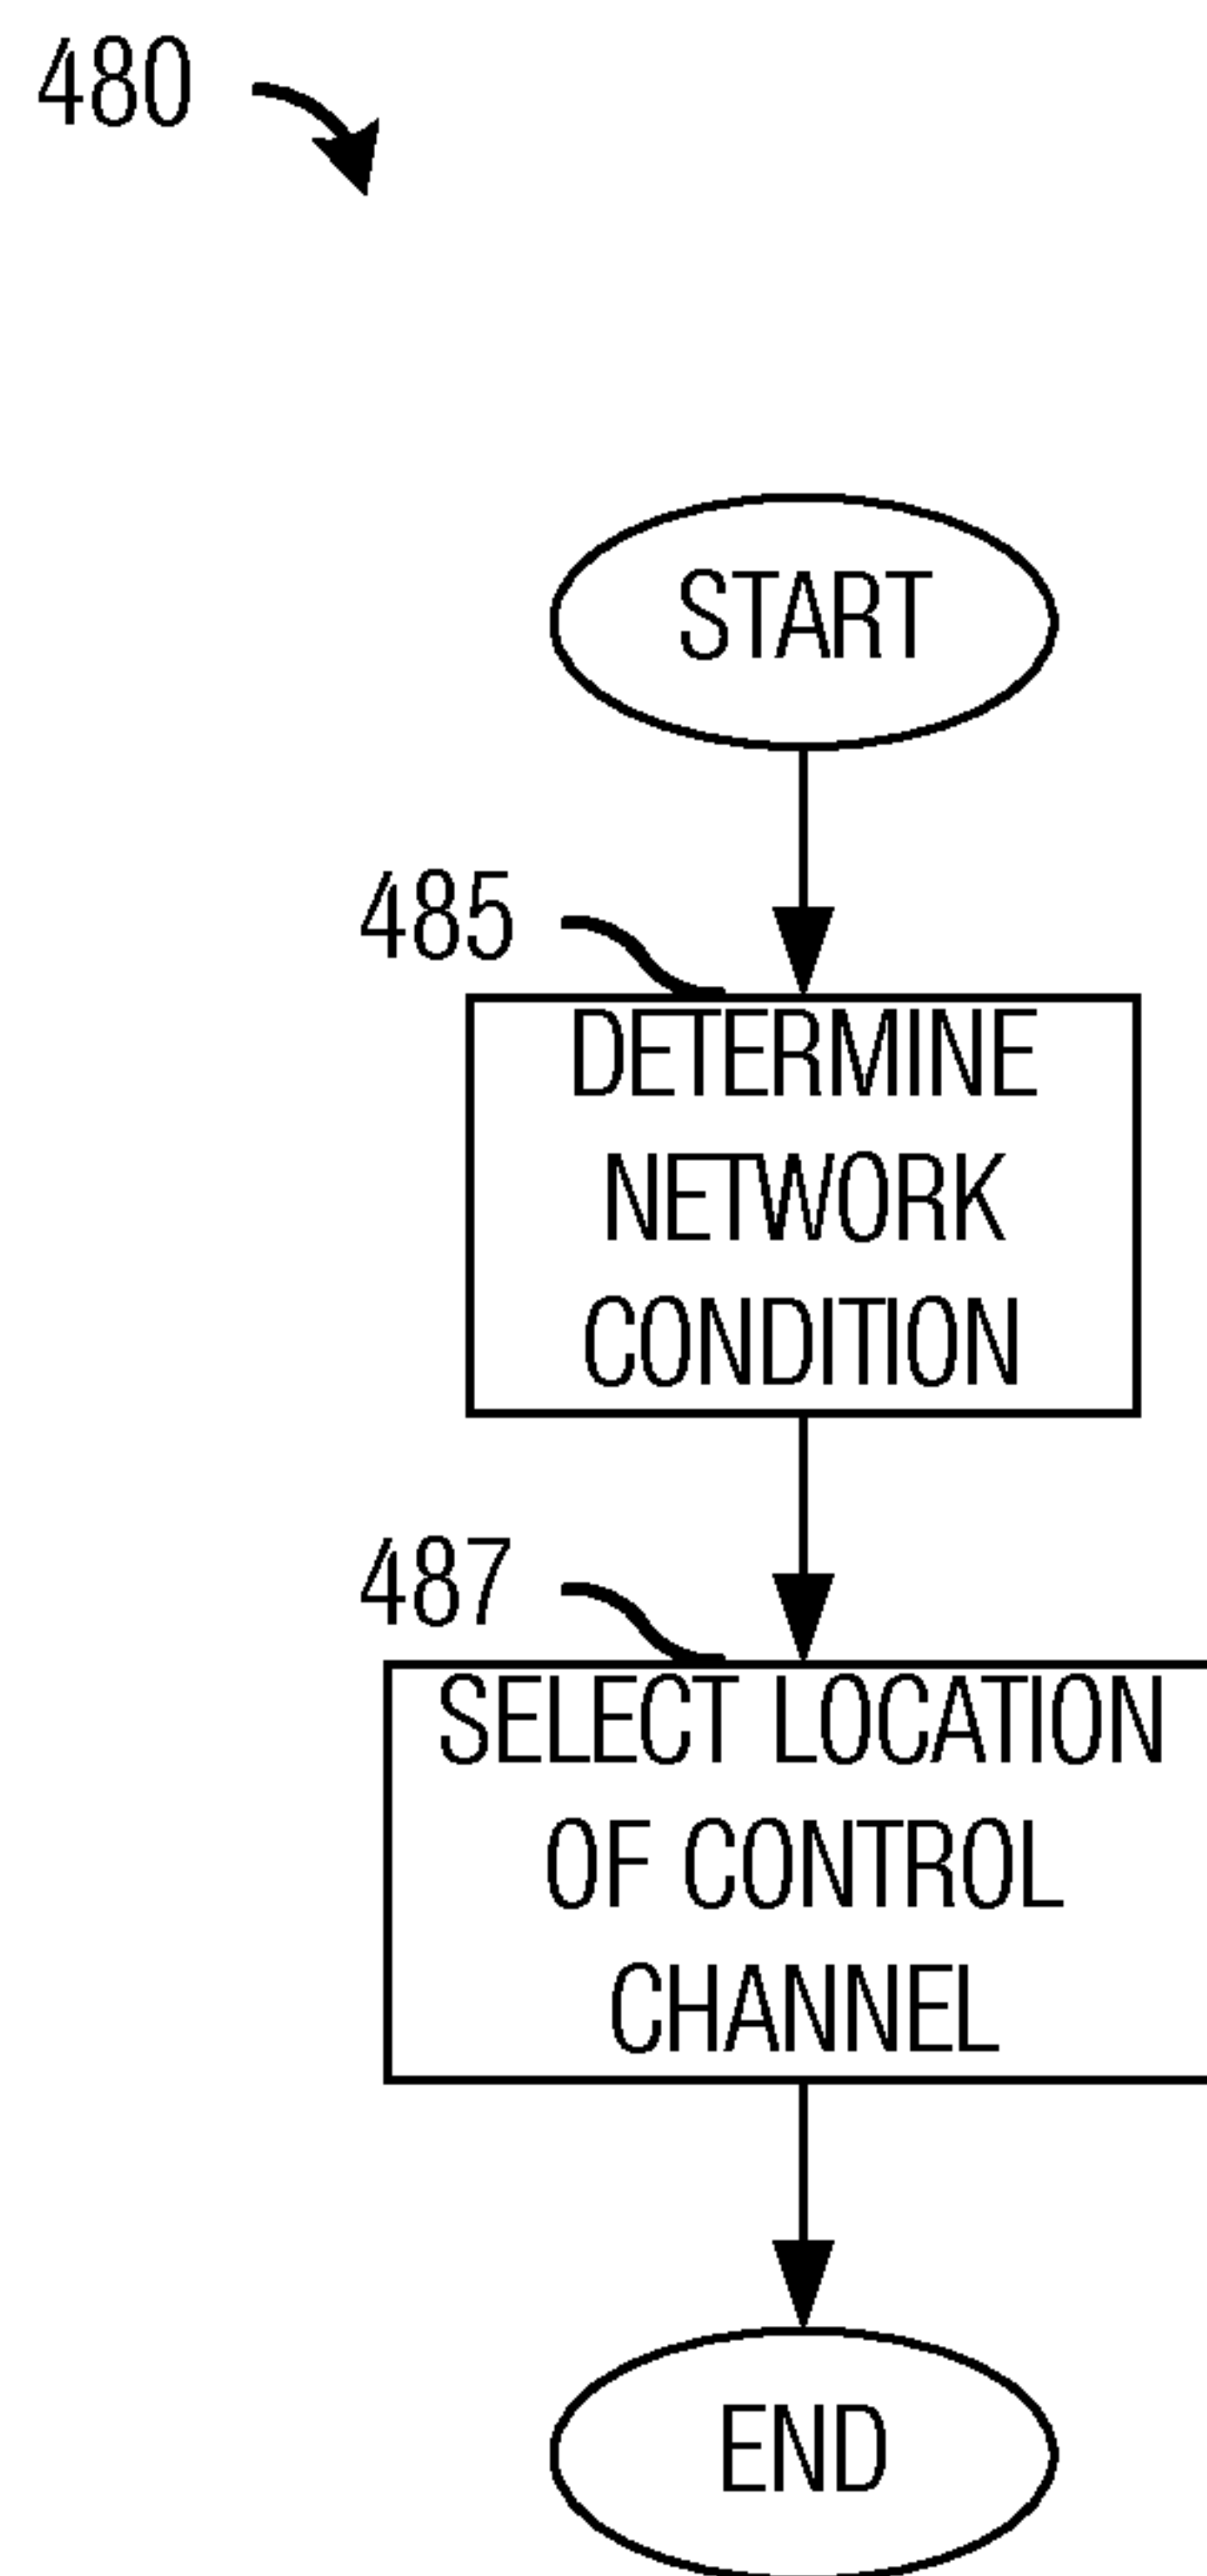 480
START
485
DETERMINE
NETWORK
CONDITION
487
SELECT LOCATION
OF CONTROL
CHANNEL
END